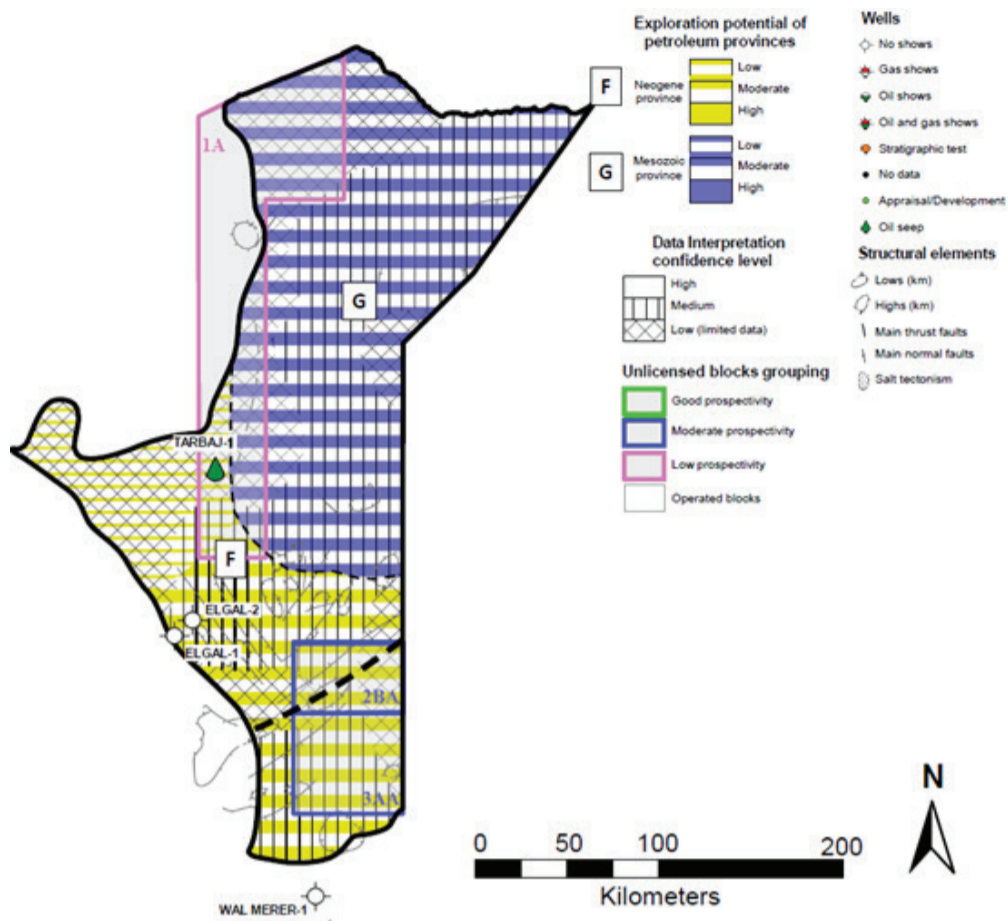 1A
G
TARBAJ-1
F
ELGAL-2
ELGAL-1
2BA
3AA
WAL MERER-1
Exploration potential of
petroleum provinces
F
Neogene
province
Low
Moderate
High
G
Mesozoic
province
Low
Moderate
High
Data Interpretation
confidence level
High
Medium
Low (limited data)
Unlicensed blocks grouping
Good prospectivity
Moderate prospectivity
Low prospectivity
Operated blocks
Wells
No shows
Gas shows
Oil shows
Oil and gas shows
Stratigraphic test
No data
Appraisal/Development
Oil seep
Structural elements
Lows (km)
Highs (km)
Main thrust faults
Main normal faults
Salt tectonism
N
0 50 100 200
Kilometers